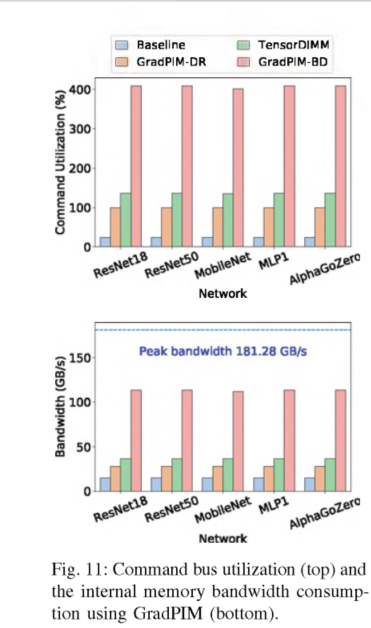 Baseline
TensorDIMM
GradPIM-DR
GradPIM-BD
Command Utilization (%)
400
300
200
100
0
ResNet18
ResNet50
MobileNet
MLP1
AlphaGoZero
Network
Peak bandwidth 181.28 GB/s
Bandwidth (GB/s)
150
100
50
0
ResNet18
ResNet50
MobileNet
MLP1
AlphaGoZero
Network
Fig. 11: Command bus utilization (top) and
the internal memory bandwidth consump-
tion using GradPIM (bottom).